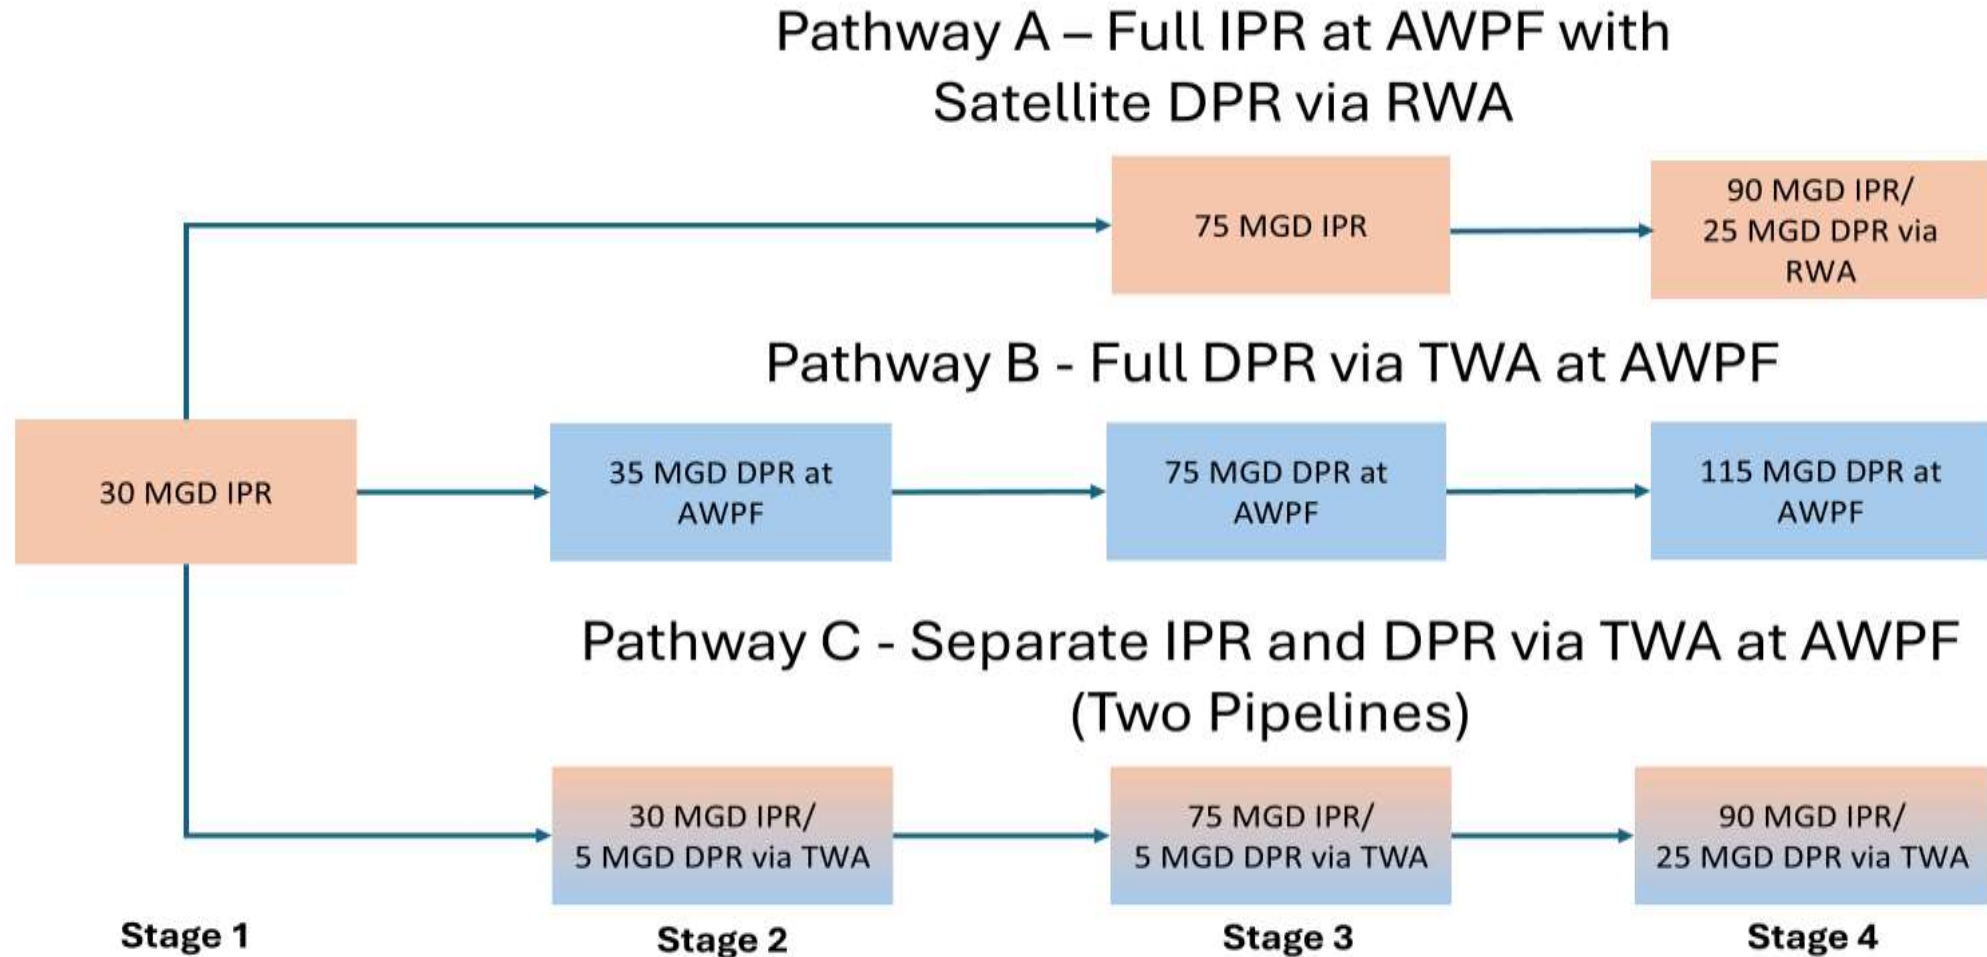 Pathway A – Full IPR at AWPF with
Satellite DPR via RWA
75 MGD IPR
90 MGD IPR/
25 MGD DPR via
RWA
Pathway B - Full DPR via TWA at AWPF
30 MGD IPR
35 MGD DPR at
AWPF
75 MGD DPR at
AWPF
115 MGD DPR at
AWPF
Pathway C - Separate IPR and DPR via TWA at AWPF
(Two Pipelines)
30 MGD IPR/
5 MGD DPR via TWA
75 MGD IPR/
5 MGD DPR via TWA
90 MGD IPR/
25 MGD DPR via TWA
Stage 1
Stage 2
Stage 3
Stage 4